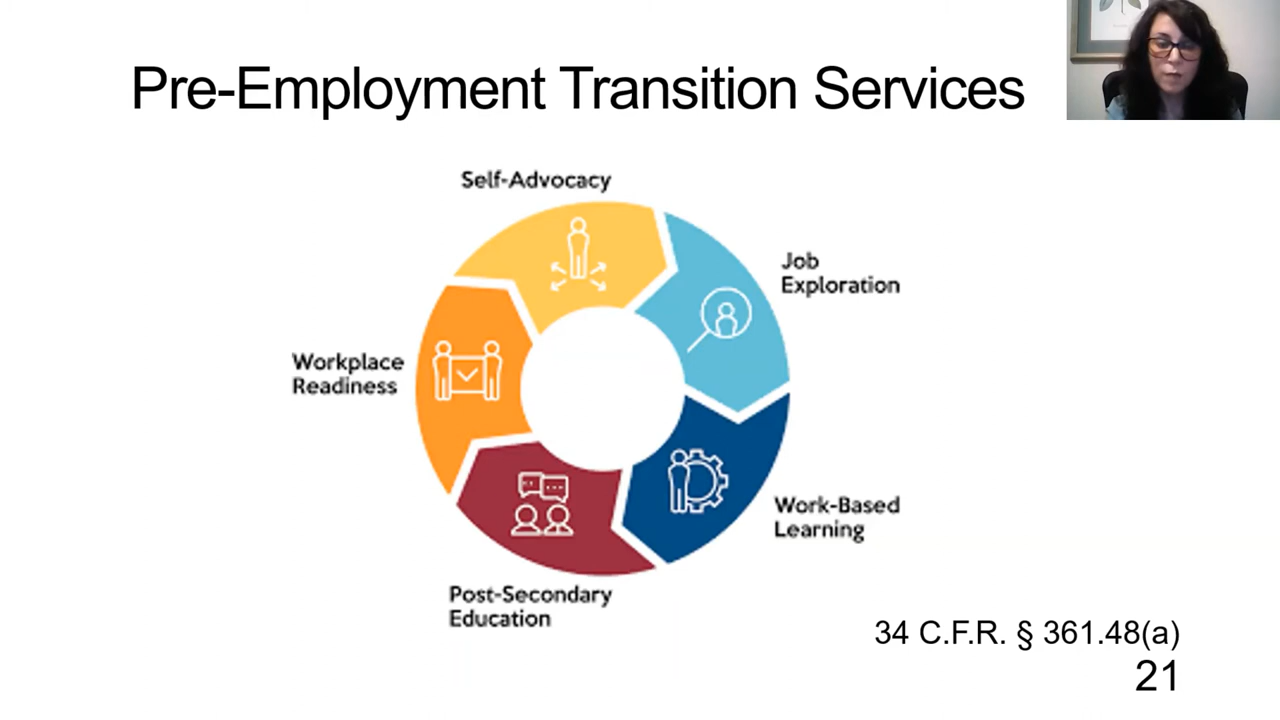 Pre-Employment Transition Services
Self-Advocacy
Job
Exploration
Workplace
Readiness
Work-Based
Learning
Post-Secondary
Education
34 C.F.R. § 361.48(a)
21